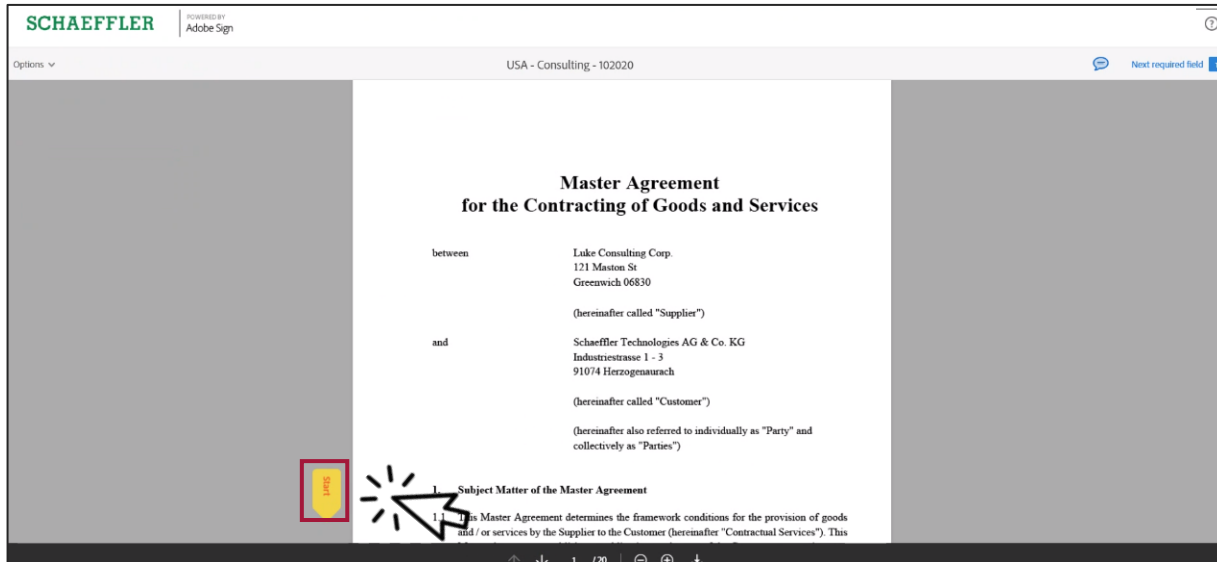 SCHAEFFLER
POWERED BY
Adobe Sign
Options
USA - Consulting - 102020
Next required field
Master Agreement
for the Contracting of Goods and Services
between
Luke Consulting Corp.
121 Maston St
Greenwich 06830
(hereinafter called "Supplier")
and
Schaeffler Technologies AG & Co. KG
Industriestrasse 1 - 3
91074 Herzogenaurach
(hereinafter called "Customer")
(hereinafter also referred to individually as "Party" and
collectively as "Parties")
Start
1. Subject Matter of the Master Agreement
1.1 This Master Agreement determines the framework conditions for the provision of goods
and / or services by the Supplier to the Customer (hereinafter "Contractual Services"). This
1 / 20